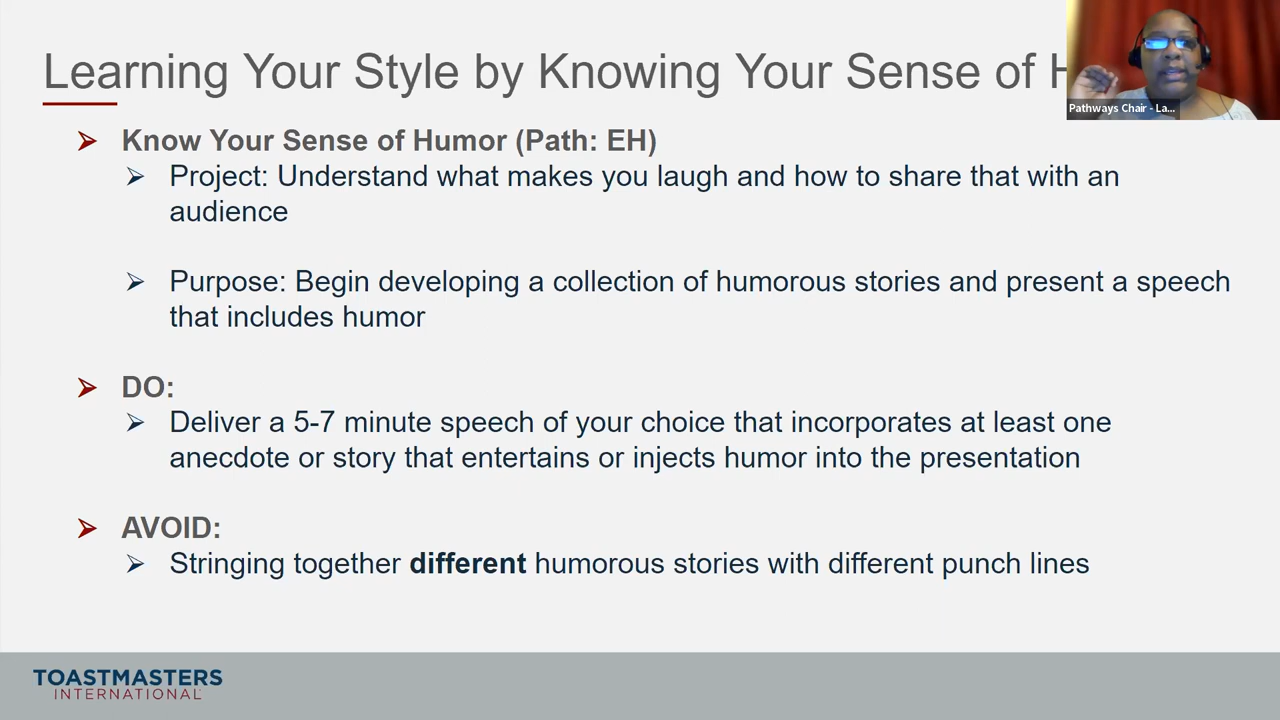 Learning Your Style by Knowing Your Sense of
Pathways Chair - La...
Know Your Sense of Humor (Path: EH)
Project: Understand what makes you laugh and how to share that with an
audience
Purpose: Begin developing a collection of humorous stories and present a speech
that includes humor
DO:
Deliver a 5-7 minute speech of your choice that incorporates at least one
anecdote or story that entertains or injects humor into the presentation
AVOID:
Stringing together different humorous stories with different punch lines
TOASTMASTERS
INTERNATIONAL